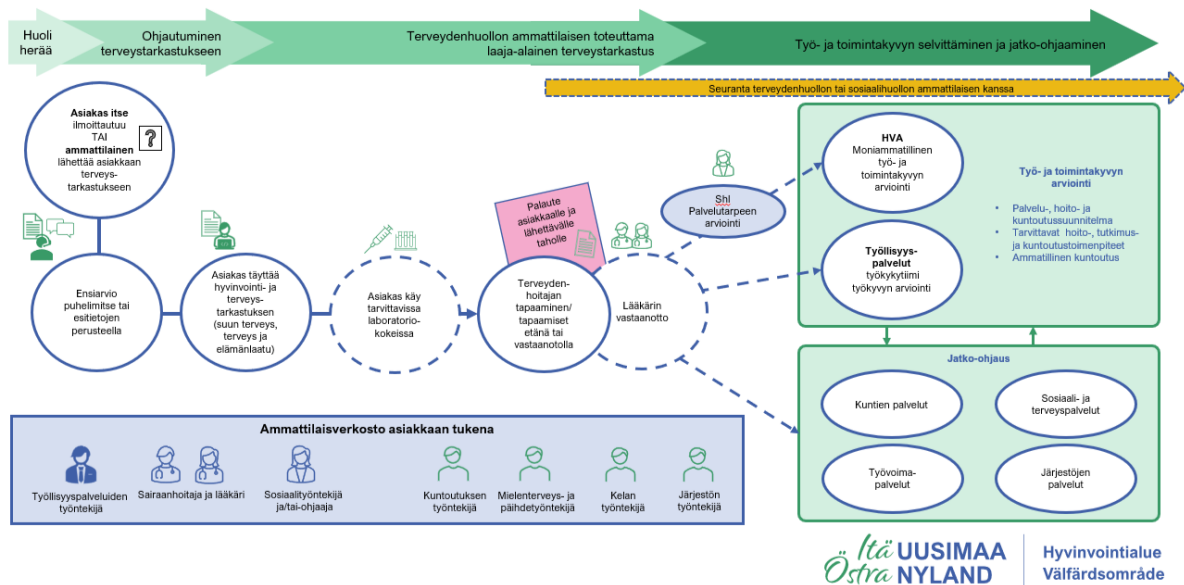 Huoli
herää
Ohjautuminen
terveystarkastukseen
Terveydenhuollon ammattilaisen toteuttama
laaja-alainen terveystarkastus
Työ- ja toimintakyvyn selvittäminen ja jatko-ohjaaminen
Seuranta terveydenhuollon tai sosiaalihuollon ammattilaisen kanssa
Asiakas itse
ilmoittautuu
TAI
ammattilainen
lähettää asiakkaan
terveys-
tarkastukseen
?
Ensiarvio
puhelimitse tai
esitietojen
perusteella
Asiakas täyttää
hyvinvointi- ja
terveys-
tarkastuksen
(suun terveys,
terveys ja
elämänlaatu)
Asiakas käy
tarvittavissa
laboratorio-
kokeissa
Palaute
asiakkaalle ja
lähettävälle
taholle
Terveyden-
hoitajan
tapaaminen/
tapaamiset
etänä tai
vastaanotolla
Lääkärin
vastaanotto
Shl
Palvelutarpeen
arviointi
HVA
Moniammatillinen
työ- ja
toimintakyvyn
arviointi
Työllisyys-
palvelut
työkykytiimi
työkyvyn arviointi
Työ- ja toimintakyvyn
arviointi
• Palvelu-, hoito- ja
kuntoutussuunnitelma
• Tarvittavat hoito-, tutkimus-
ja kuntoutustoimenpiteet
• Ammatillinen kuntoutus
Jatko-ohjaus
Kuntien palvelut
Sosiaali- ja
terveyspalvelut
Työvoima-
palvelut
Järjestöjen
palvelut
Ammattilaisverkosto asiakkaan tukena
Työllisyyspalveluiden
työntekijä
Sairaanhoitaja ja lääkäri
Sosiaalityöntekijä
ja/tai-ohjaaja
Kuntoutuksen
työntekijä
Mielenterveys- ja
päihdetyöntekijä
Kelan
työntekijä
Järjestön
työntekijä
Itä UUSIMAA
Östra NYLAND
Hyvinvointialue
Välfärdsområde